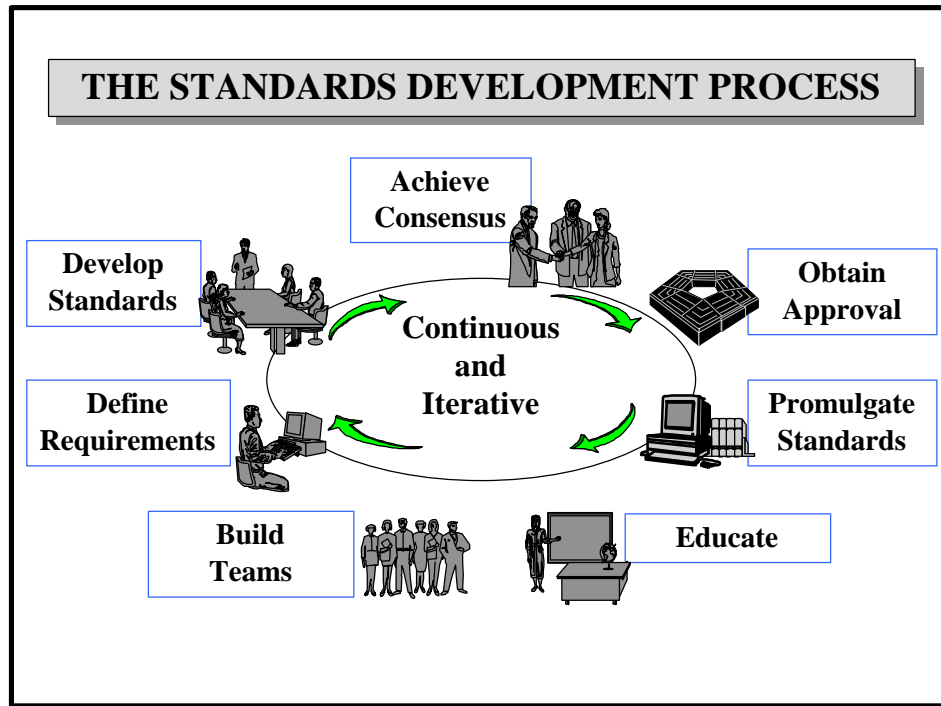 THE STANDARDS DEVELOPMENT PROCESS
Achieve
Consensus
Develop
Standards
Obtain
Approval
Continuous
and
Iterative
Define
Requirements
Promulgate
Standards
Build
Teams
Educate